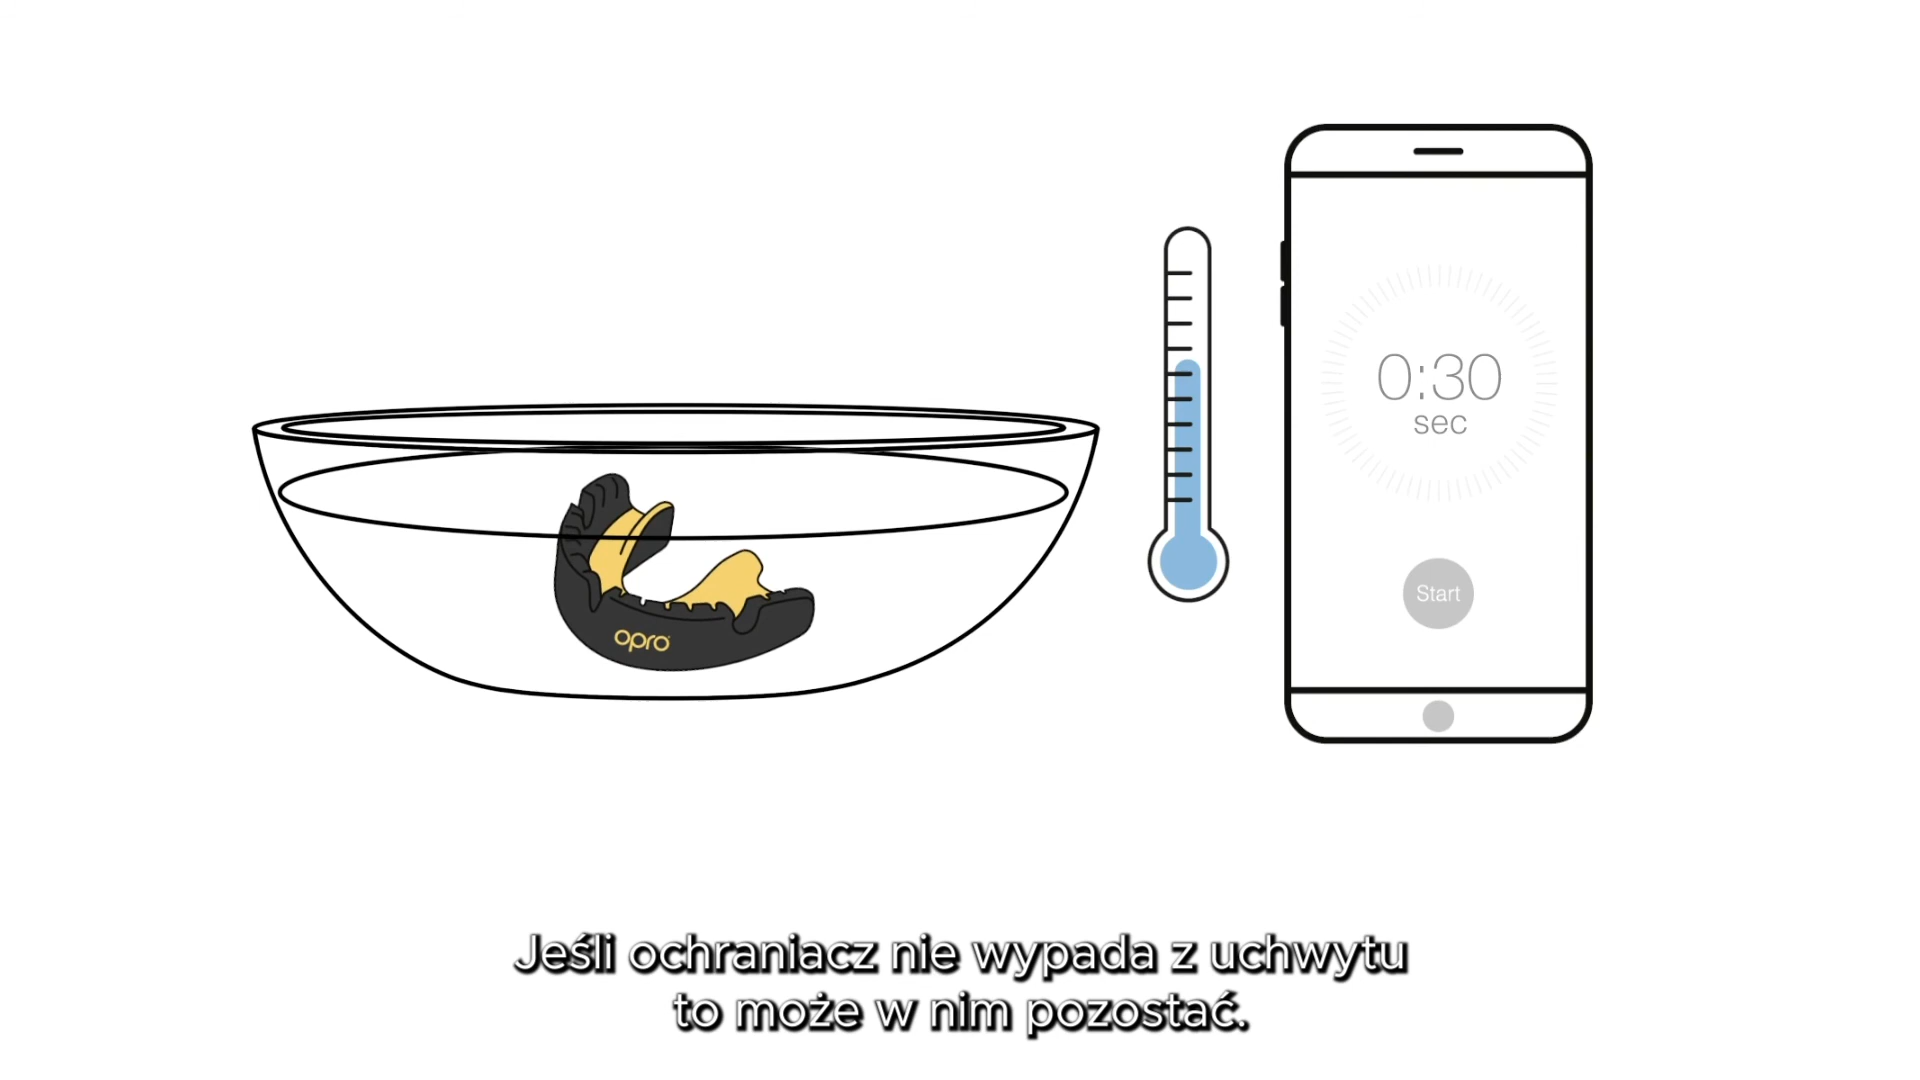 0:30
sec
Start
opro
Jeśli ochraniacz nie wypada z uchwytu
to może w nim pozostać.